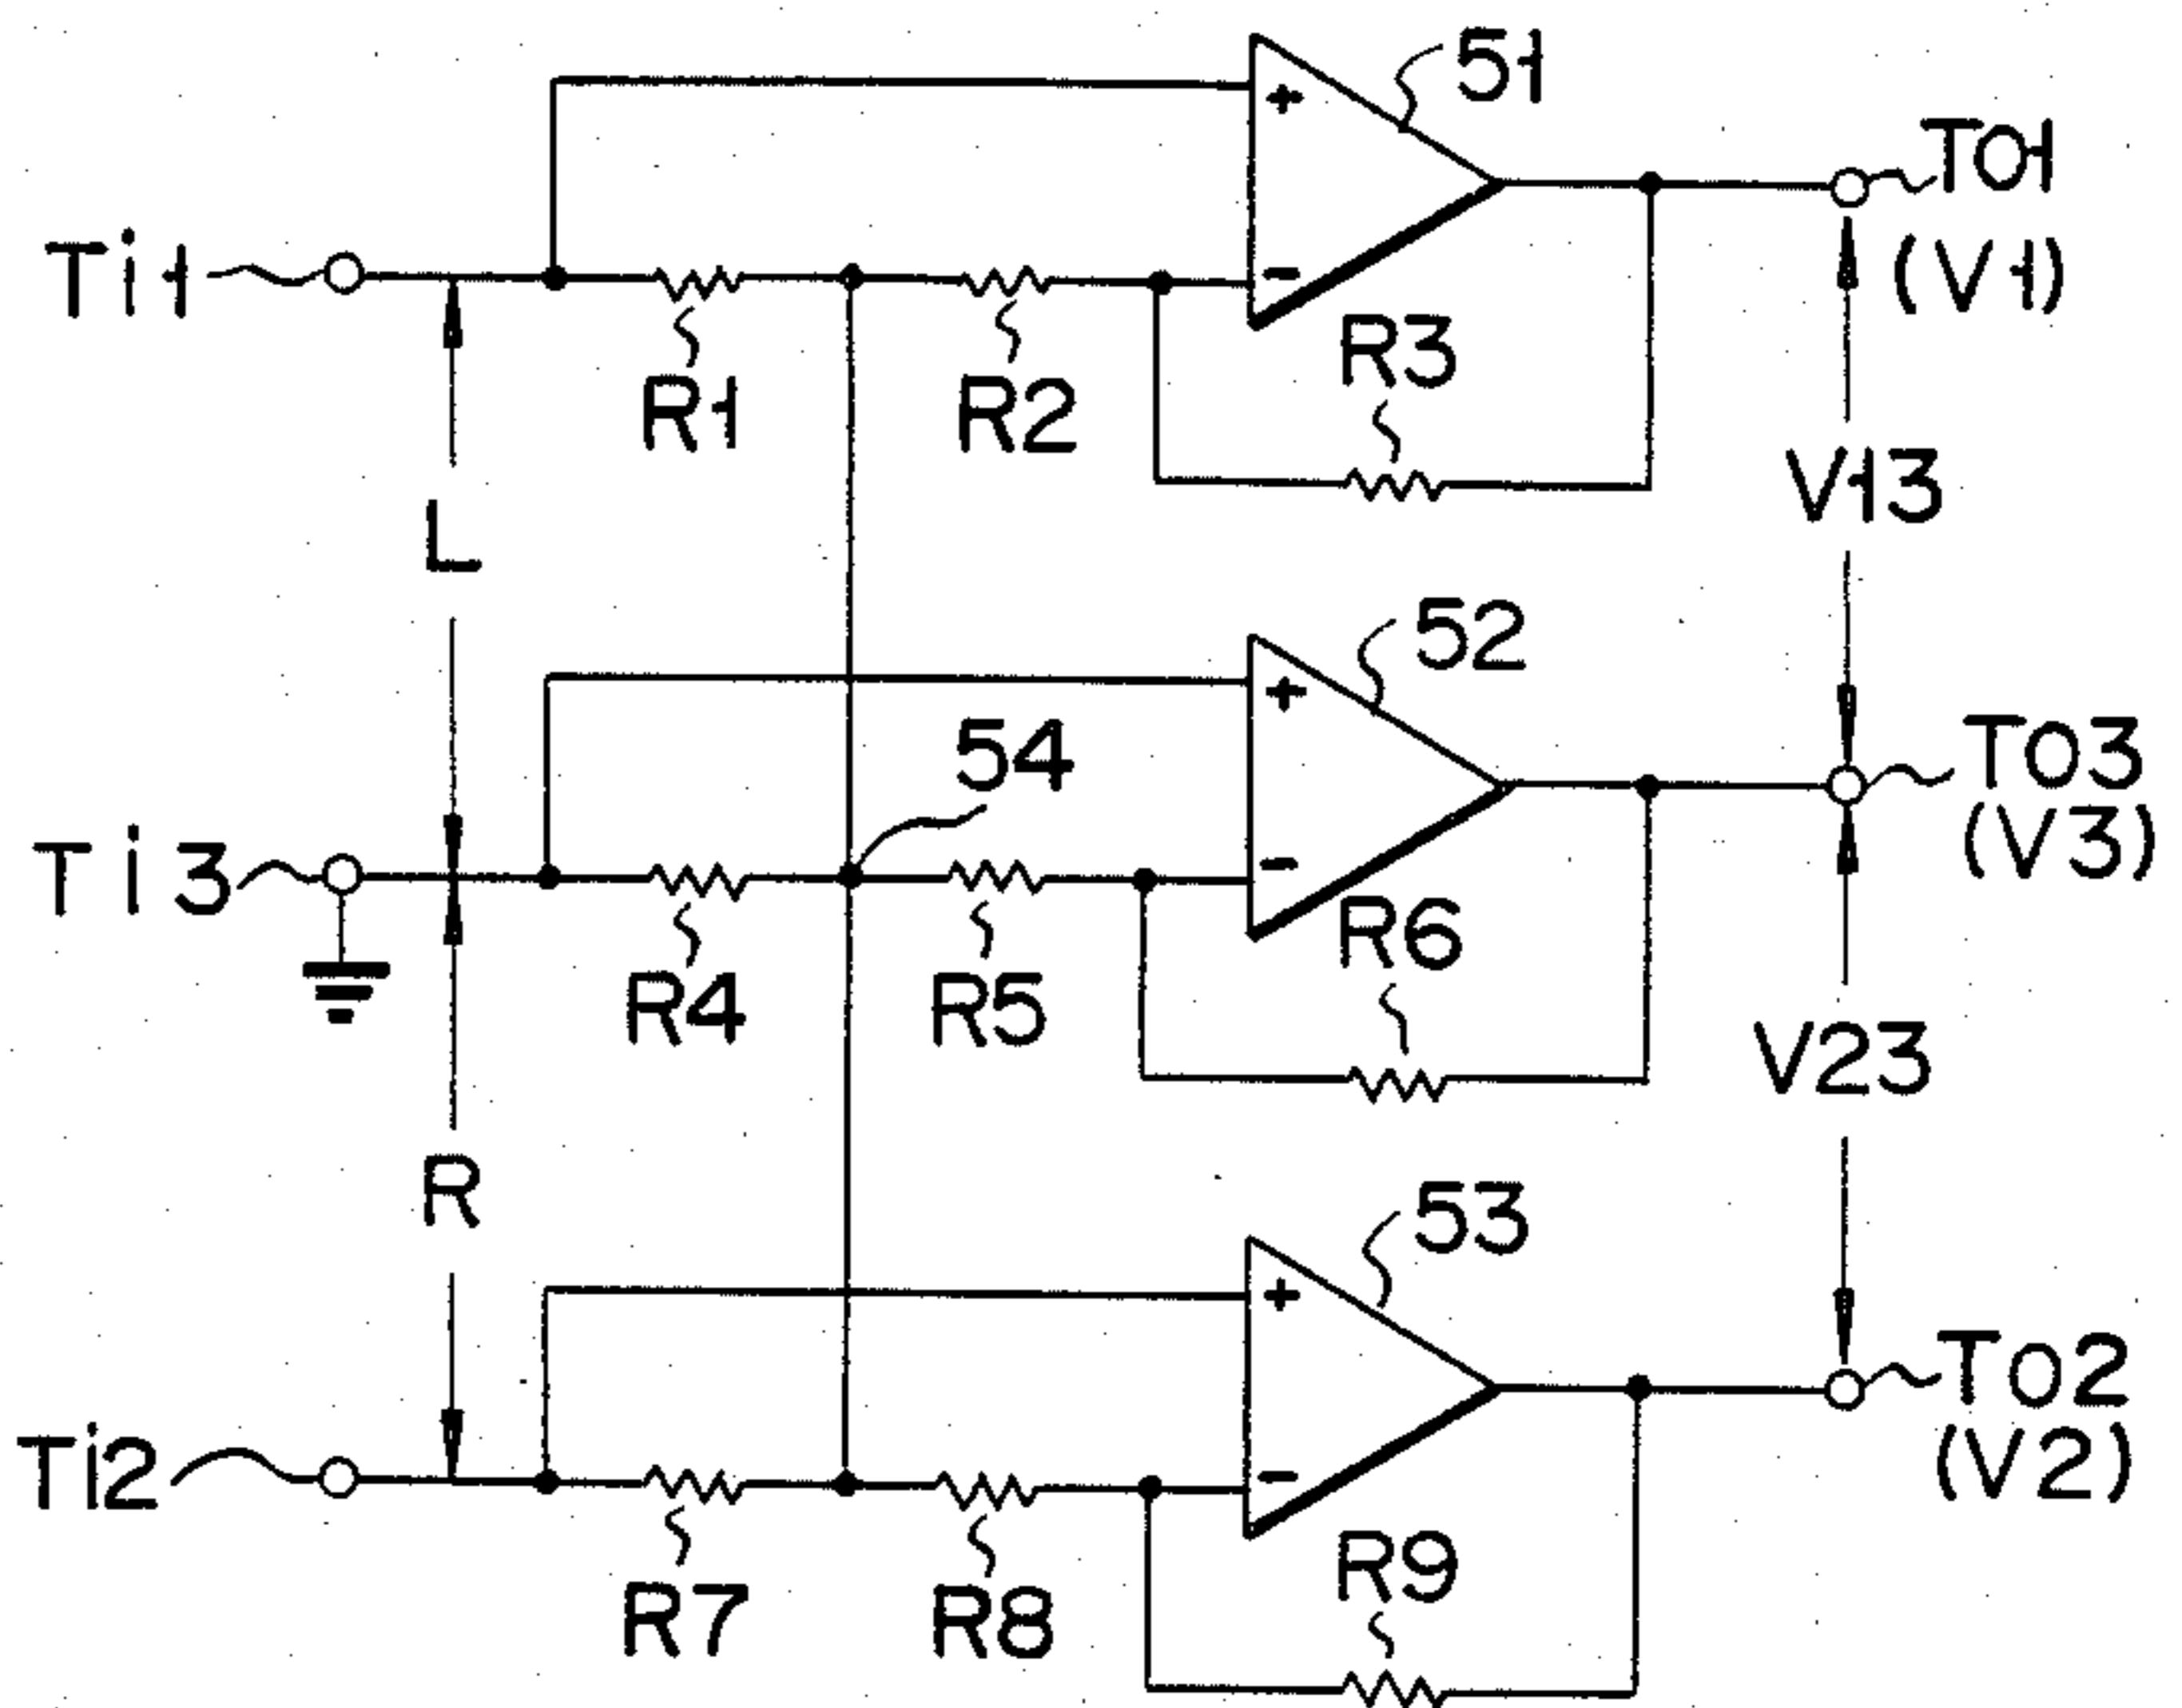 51
+
TO1
Ti1
(V1)
-
R3
R1
R2
V13
L
52
+
54
TO3
Ti3
(V3)
-
R6
R4
R5
V23
R
53
+
TO2
Ti2
(V2)
-
R9
R7
R8